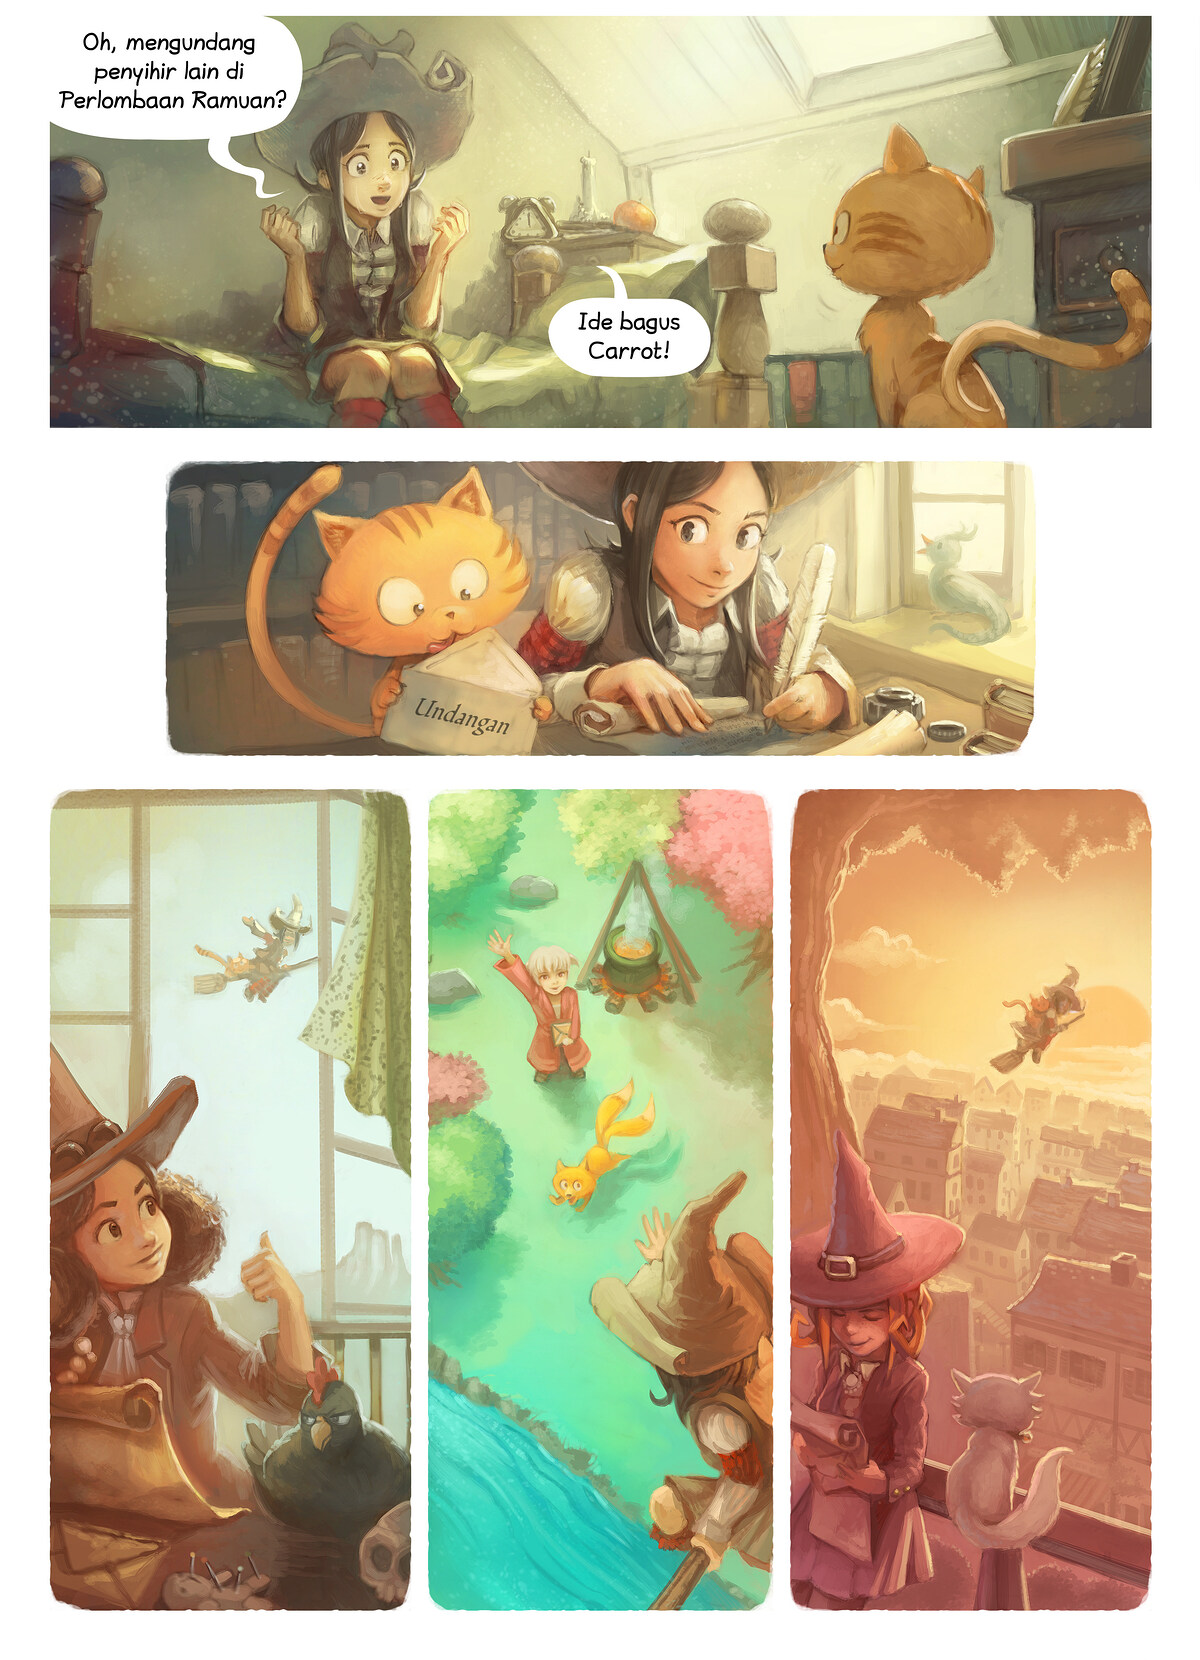 Oh, mengundang
penyihir lain di
Perlombaan Ramuan?
Ide bagus
Carrot!
Undangan